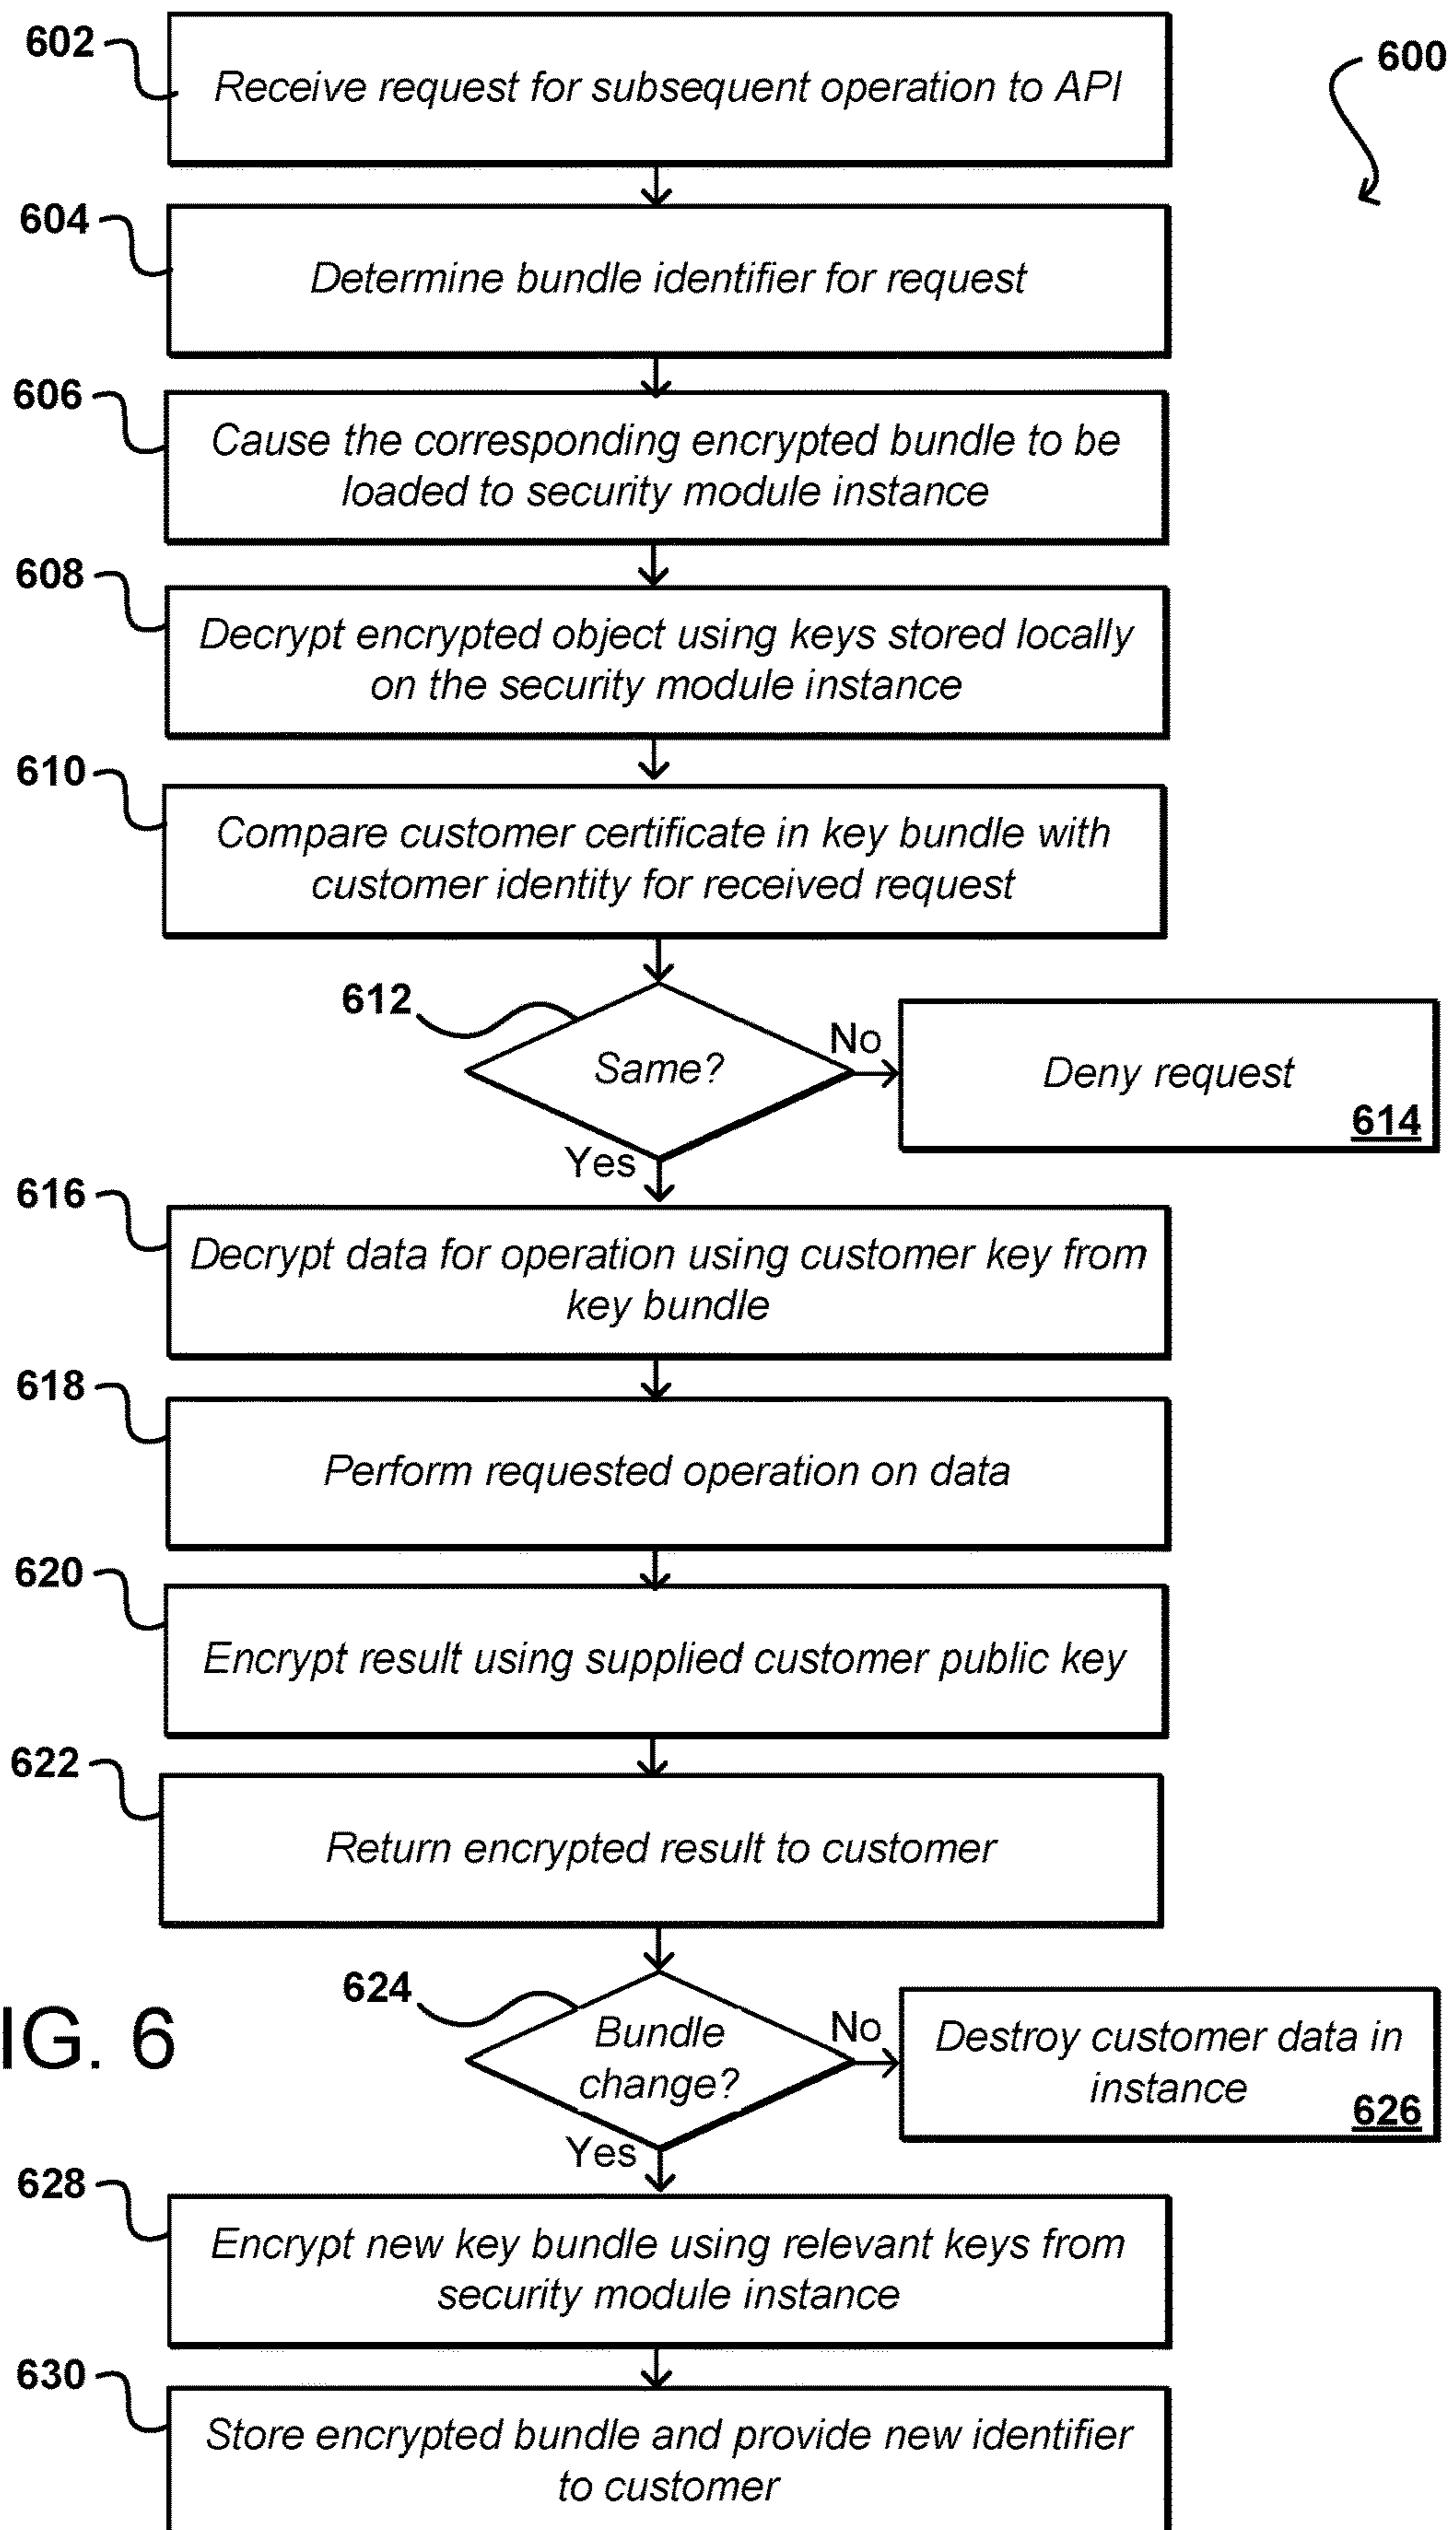 602
Receive request for subsequent operation to API
600
604
Determine bundle identifier for request
606
Cause the corresponding encrypted bundle to be
loaded to security module instance
608
Decrypt encrypted object using keys stored locally
on the security module instance
610
Compare customer certificate in key bundle with
customer identity for received request
612
Same?
No
Deny request
614
Yes
616
Decrypt data for operation using customer key from
key bundle
618
Perform requested operation on data
620
Encrypt result using supplied customer public key
622
Return encrypted result to customer
624
Bundle
change?
No
Destroy customer data in
instance
626
IG. 6
Yes
628
Encrypt new key bundle using relevant keys from
security module instance
630
Store encrypted bundle and provide new identifier
to customer